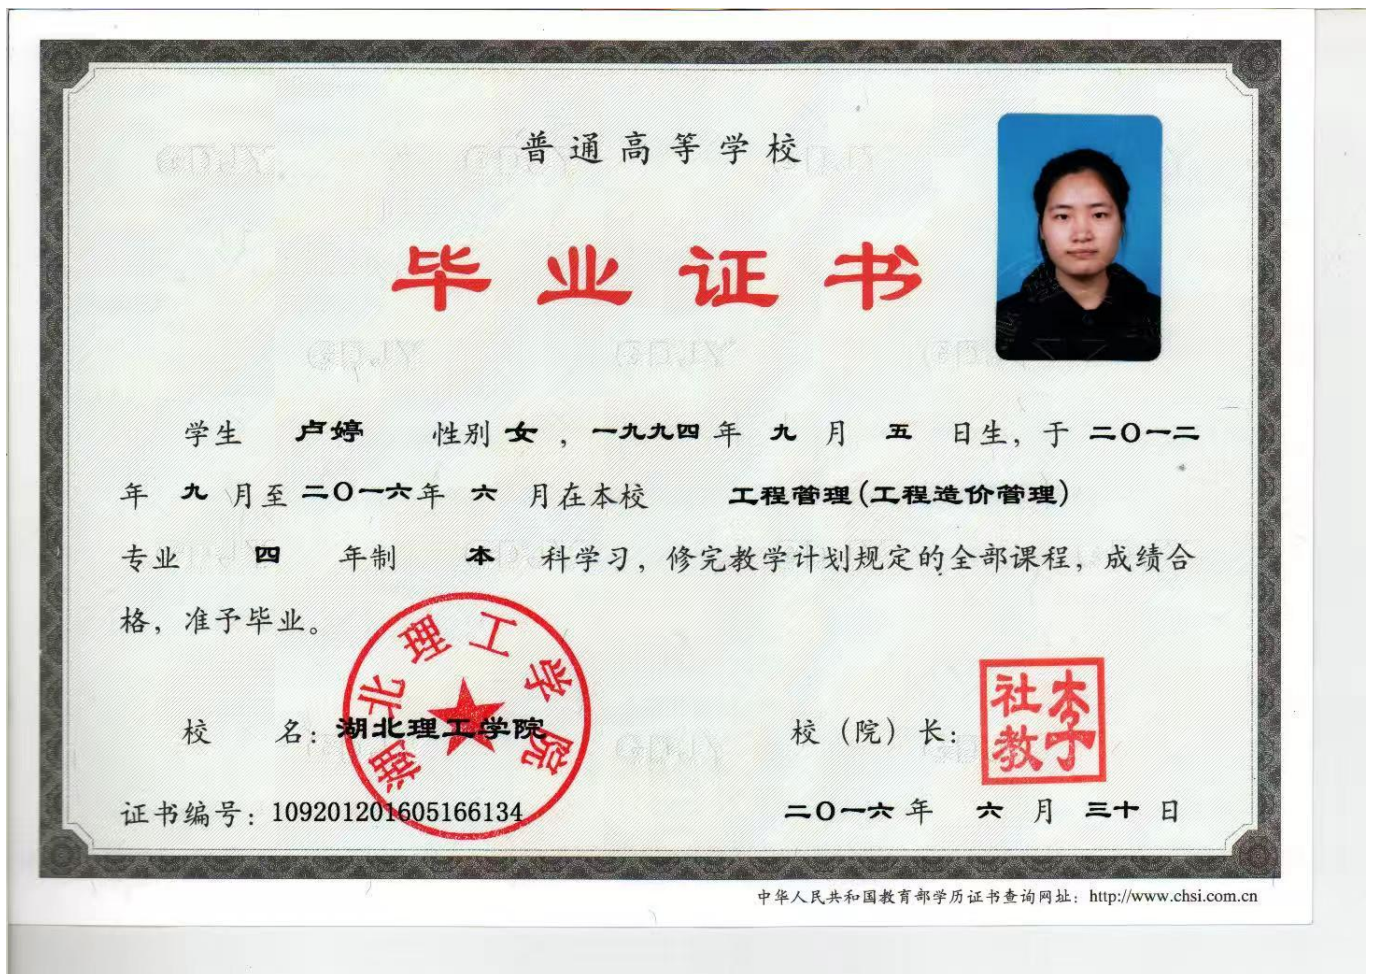 普通高等学校
毕业证书
学生 卢婷 性别 女，一九九四 年 九 月 五 日生，于 二〇一二
年 九 月至 二〇一六年 六 月在本校 工程管理(工程造价管理)
专业 四 年制 本 科学习，修完教学计划规定的全部课程，成绩合
格，准予毕业。
湖北理工学院
校 名：湖北理工学院
校（院）长：
李社教
证书编号：109201201605166134
二〇一六年 六 月 三十 日
中华人民共和国教育部学历证书查询网址：http://www.chsi.com.cn